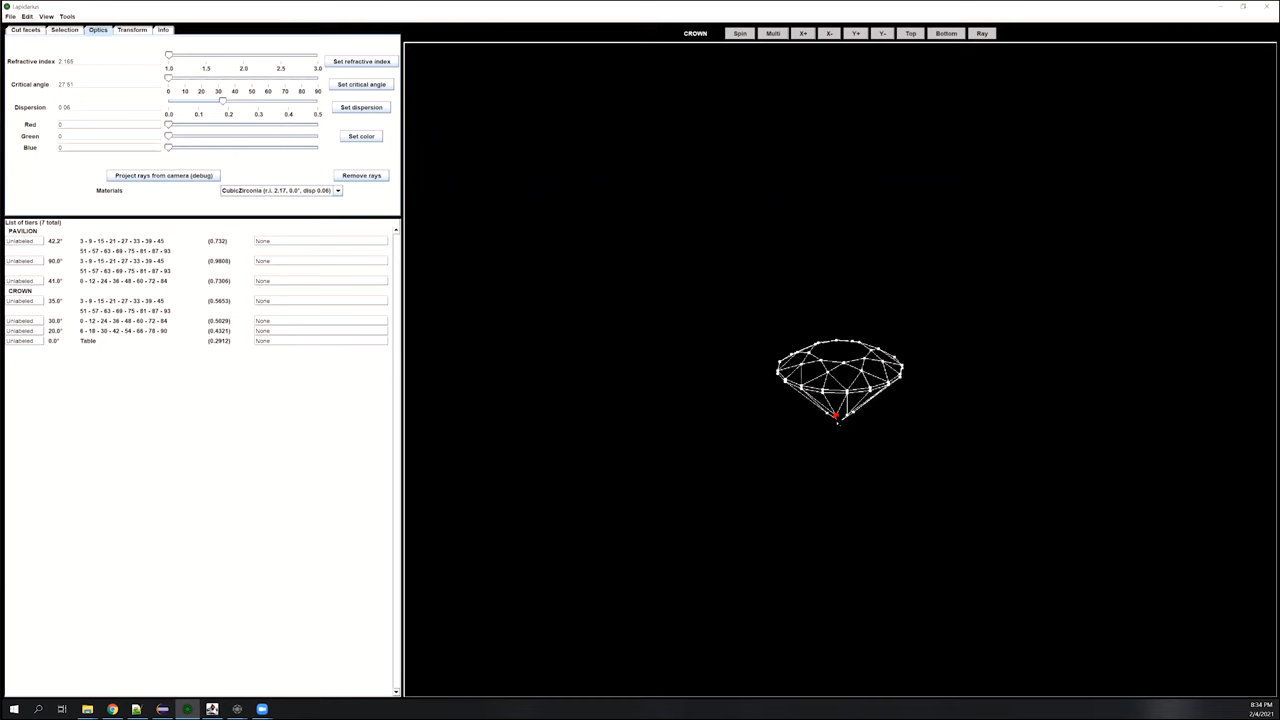 Lapidarius
File Edit View Tools
Cut facets Selection Optics Transform Info
CROWN Spin Multi X+ X- Y+ Y- Top Bottom Ray
Refractive index 2.165 Set refractive index
1.0 1.5 2.0 2.5 3.0
Critical angle 27.51 Set critical angle
0 10 20 30 40 50 60 70 80 90
Dispersion 0.06 Set dispersion
0.0 0.1 0.2 0.3 0.4 0.5
Red 0
Green 0 Set color
Blue 0
Project rays from camera (debug) Remove rays
Materials CubicZirconia (r.i. 2.17, 0.0°, disp 0.06)
List of tiers (7 total)
PAVILION
Unlabeled 42.2° 3 - 9 - 15 - 21 - 27 - 33 - 39 - 45 (0.732) None
51 - 57 - 63 - 69 - 75 - 81 - 87 - 93
Unlabeled 90.0° 3 - 9 - 15 - 21 - 27 - 33 - 39 - 45 (0.9808) None
51 - 57 - 63 - 69 - 75 - 81 - 87 - 93
Unlabeled 41.0° 0 - 12 - 24 - 36 - 48 - 60 - 72 - 84 (0.7306) None
CROWN
Unlabeled 35.0° 3 - 9 - 15 - 21 - 27 - 33 - 39 - 45 (0.5653) None
51 - 57 - 63 - 69 - 75 - 81 - 87 - 93
Unlabeled 30.0° 0 - 12 - 24 - 36 - 48 - 60 - 72 - 84 (0.5029) None
Unlabeled 20.0° 6 - 18 - 30 - 42 - 54 - 66 - 78 - 90 (0.4321) None
Unlabeled 0.0° Table (0.2912) None
8:34 PM
2/4/2021